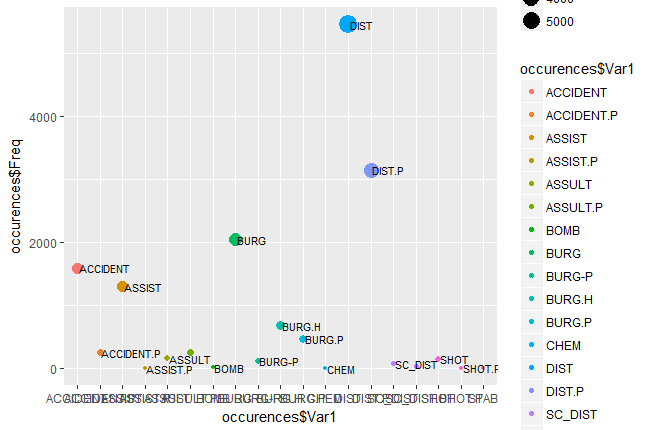 4000
5000
DIST
occurences$Var1
ACCIDENT
ACCIDENT.P
4000
ASSIST
DIST.P
ASSIST.P
ASSULT
occurences$Freq
ASSULT.P
2000
BURG
BOMB
ACCIDENT
BURG
ASSIST
BURG-P
BURG.H
BURG.H
BURG.P
BURG.P
ACCIDENT.P
ASSULT
CHEM
BURG-P
SC_DIST
SHOT
0
ASSIST.P
BOMB
CHEM
SHOT.P
DIST
DIST.P
occurences$Var1
SC_DIST